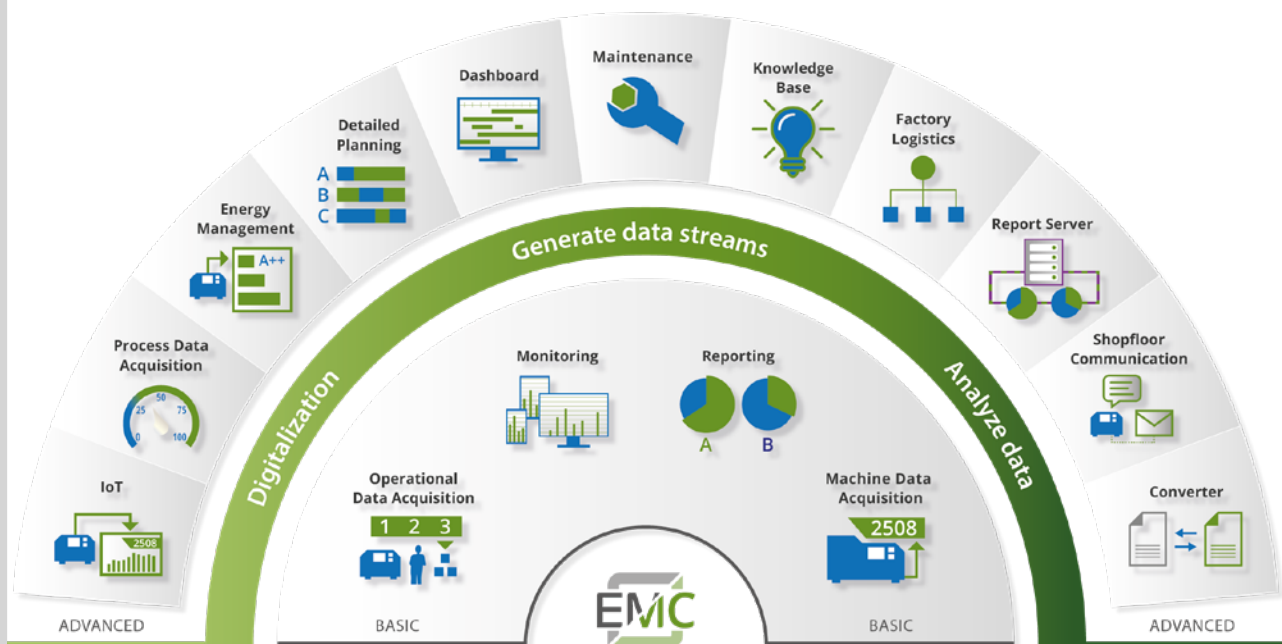 Maintenance
Dashboard
Knowledge
Base
Detailed
Planning
A
B
C
Factory
Logistics
Energy
Management
A++
Generate data streams
Report Server
Process Data
Acquisition
0
25
50
75
100
Monitoring
Reporting
A
B
Shopfloor
Communication
Digitalization
Analyze data
IoT
2508
Operational
Data Acquisition
1 2 3
Machine Data
Acquisition
2508
Converter
EMC
ADVANCED
BASIC
BASIC
ADVANCED